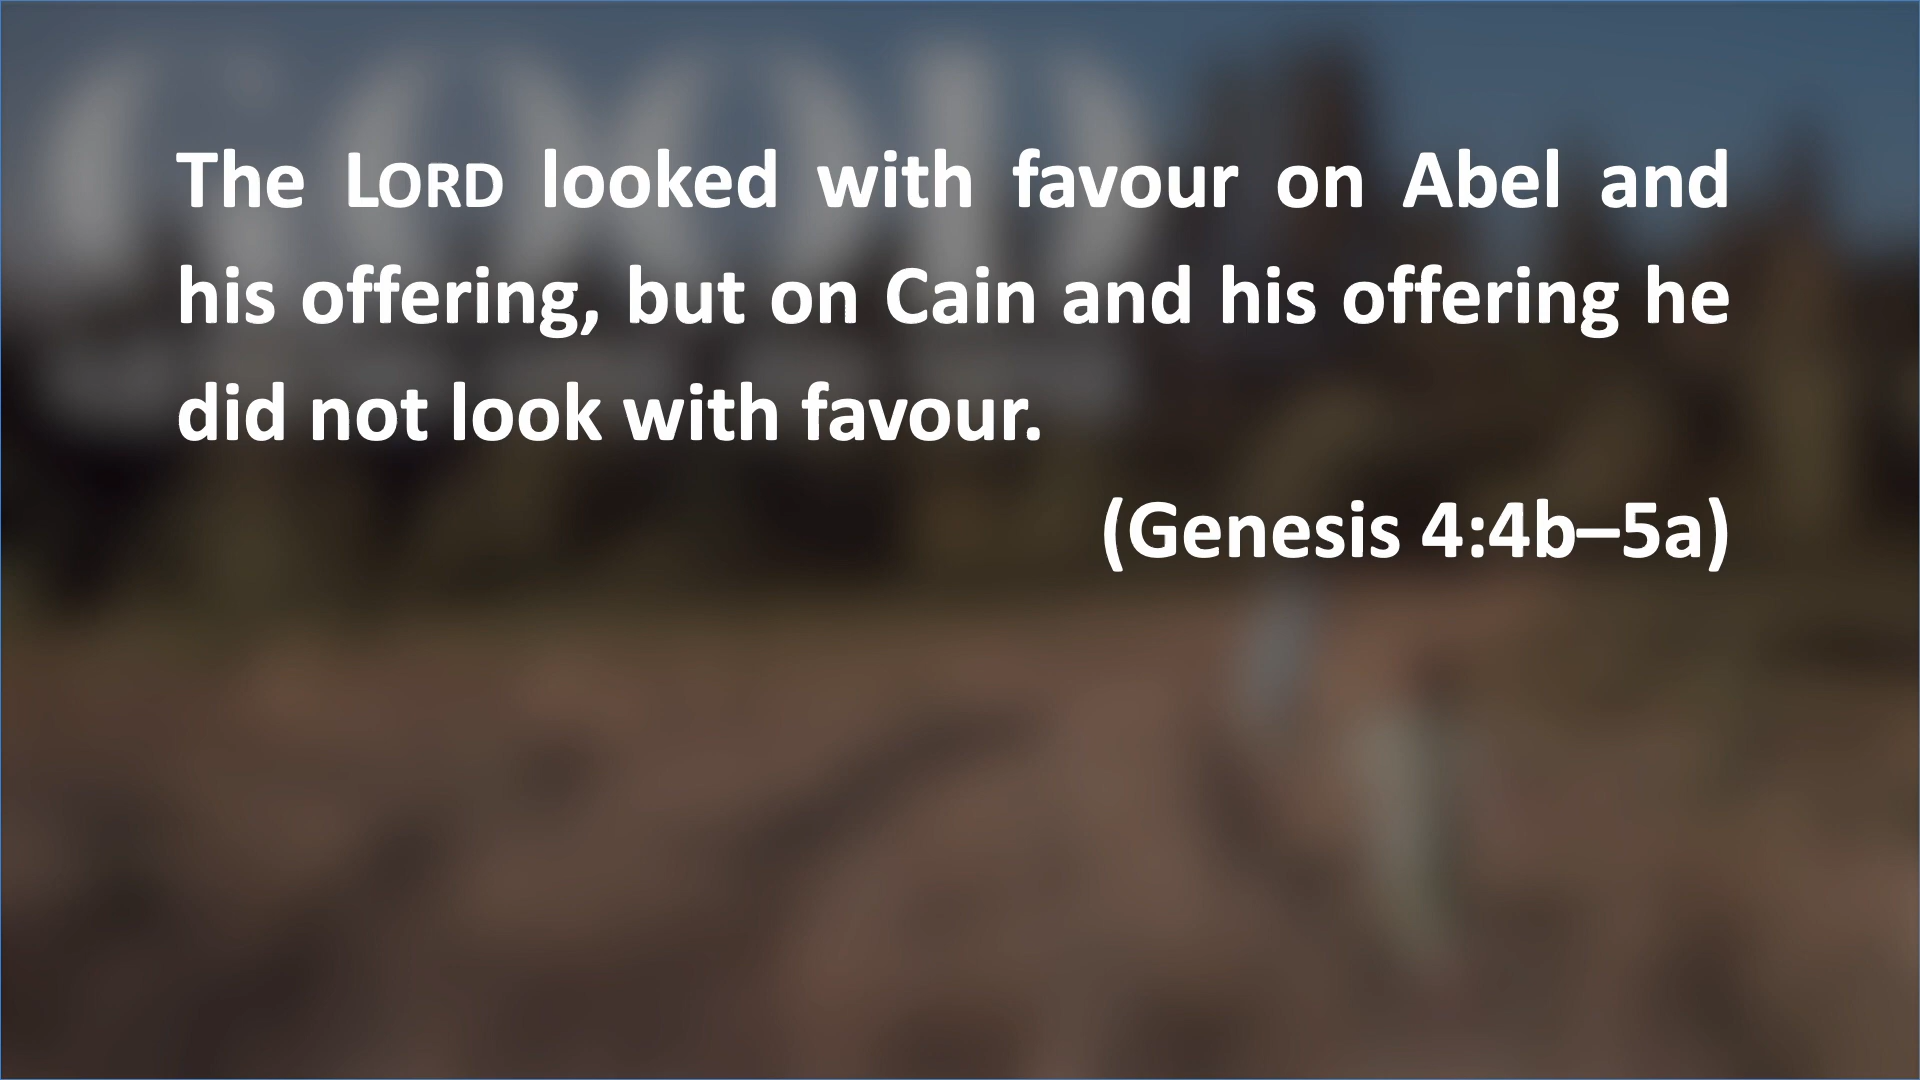 The LORD looked with favour on Abel and
his offering, but on Cain and his offering he
did not look with favour.
(Genesis 4:4b–5a)